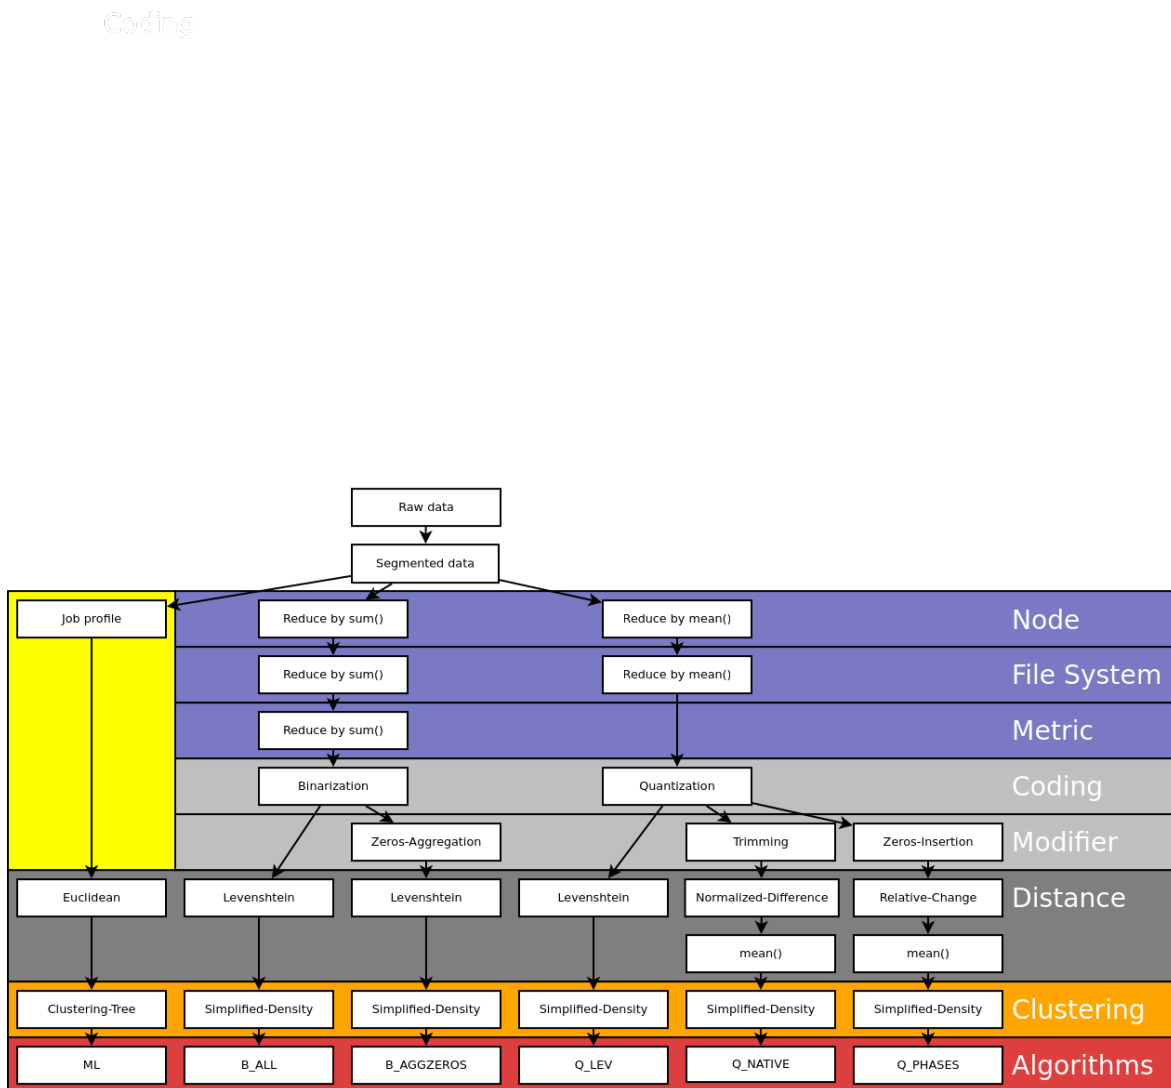 Coding
Raw data
Segmented data
Job profile
Reduce by sum()
Reduce by mean()
Node
Reduce by sum()
Reduce by mean()
File System
Reduce by sum()
Metric
Binarization
Quantization
Coding
Zeros-Aggregation
Trimming
Zeros-Insertion
Modifier
Euclidean
Levenshtein
Levenshtein
Levenshtein
Normalized-Difference
Relative-Change
Distance
mean()
mean()
Clustering-Tree
Simplified-Density
Simplified-Density
Simplified-Density
Simplified-Density
Simplified-Density
Clustering
ML
B_ALL
B_AGGZEROS
Q_LEV
Q_NATIVE
Q_PHASES
Algorithms